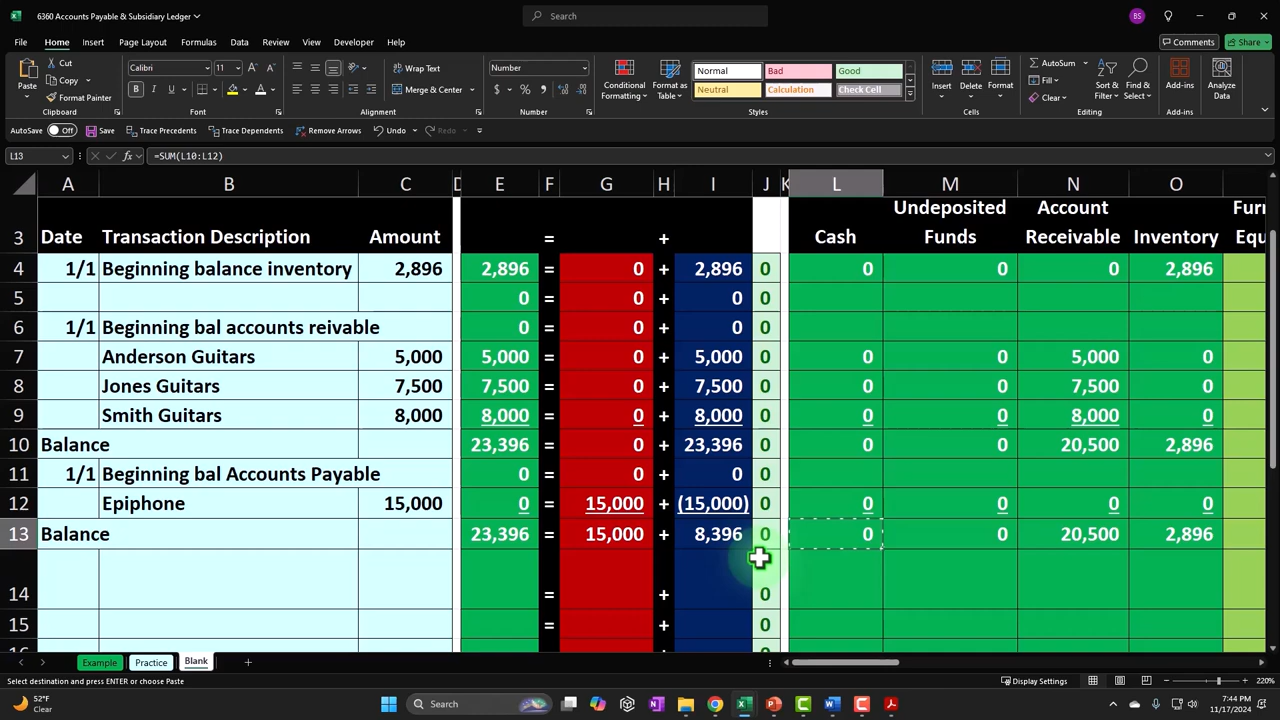 6360 Accounts Payable & Subsidiary Ledger
Search
BS
File Home Insert Page Layout Formulas Data Review View Developer Help
Comments Share
Paste
Cut
Copy
Format Painter
Clipboard
Calibri 11
B I U
Font
Wrap Text
Merge & Center
Alignment
Number
$ % 9
Number
Conditional Formatting
Format as Table
Normal Bad Good
Neutral Calculation Check Cell
Styles
Insert Delete Format
Cells
AutoSum
Fill
Clear
Sort & Filter
Find & Select
Editing
Add-ins
Add-ins
Analyze Data
AutoSave Off Save Trace Precedents Trace Dependents Remove Arrows Undo Redo
L13 fx =SUM(L10:L12)
A B C D E F G H I J K L M N O
Undeposited Account Furn
3 Date Transaction Description Amount = + Cash Funds Receivable Inventory Equ
4 1/1 Beginning balance inventory 2,896 2,896 = 0 + 2,896 0 0 0 0 2,896
5 0 = 0 + 0 0
6 1/1 Beginning bal accounts reivable 0 = 0 + 0 0
7 Anderson Guitars 5,000 5,000 = 0 + 5,000 0 0 0 5,000 0
8 Jones Guitars 7,500 7,500 = 0 + 7,500 0 0 0 7,500 0
9 Smith Guitars 8,000 8,000 = 0 + 8,000 0 0 0 8,000 0
10 Balance 23,396 = 0 + 23,396 0 0 0 20,500 2,896
11 1/1 Beginning bal Accounts Payable 0 = 0 + 0 0
12 Epiphone 15,000 0 = 15,000 + (15,000) 0 0 0 0 0
13 Balance 23,396 = 15,000 + 8,396 0 0 0 20,500 2,896
14 = + 0
15 = + 0
16
Example Practice Blank
Select destination and press ENTER or choose Paste
Display Settings
220%
52°F
Clear
Search
7:44 PM
11/17/2024